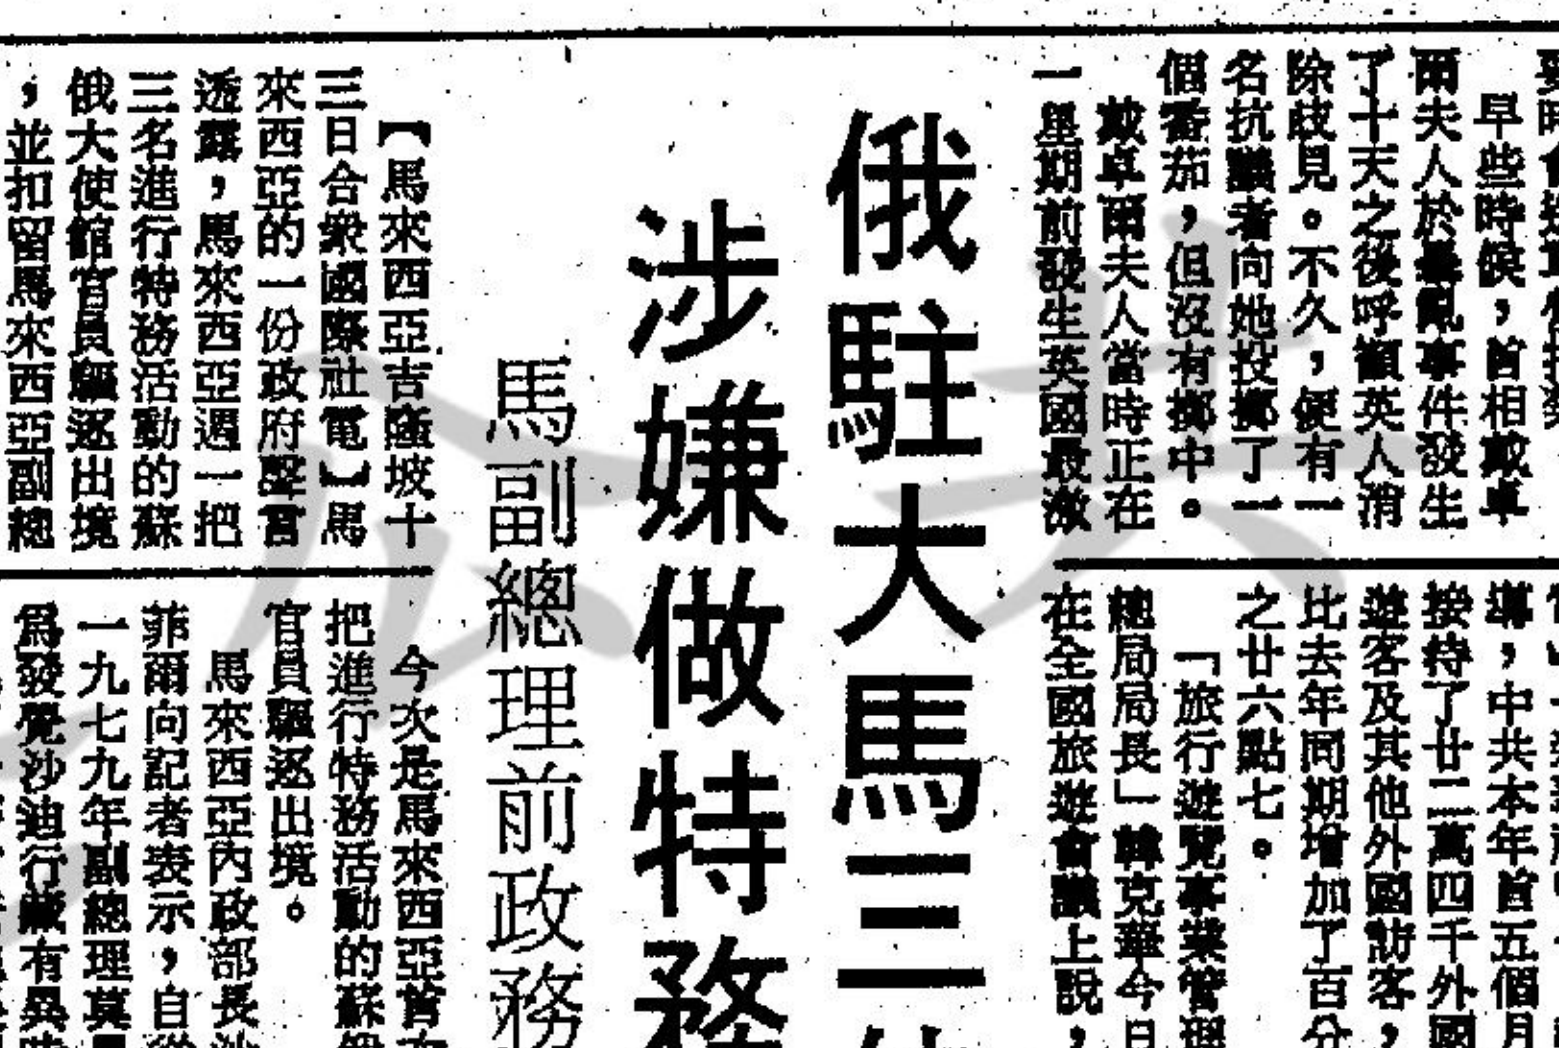 早些時候，首相戴卓
爾夫人於暴亂事件發生
了十天之後呼籲英人消
除歧見。不久，便有一
名抗議者向她投擲了一
個番茄，但沒有擲中。
戴卓爾夫人當時正在
一星期前發生英國最激
導，中共本年首五個月
接待了廿二萬四千外國
遊客及其他外國訪客，
比去年同期增加了百分
之廿六點七。
「旅行遊覽事業管理
總局局長」韓克華今日
在全國旅遊會議上說，
俄駐大馬三
涉嫌做特務
馬副總理前政務
【馬來西亞吉隆坡十
三日合衆國際社電】馬
來西亞的一份政府聲言
透露，馬來西亞週一把
三名進行特務活動的蘇
俄大使館官員驅逐出境
，並扣留馬來西亞副總
今次是馬來西亞首次
把進行特務活動的蘇俄
官員驅逐出境。
馬來西亞內政部長沙
菲爾向記者表示，自從
一九七九年副總理莫
爲發覺沙迪行藏有異時
公共